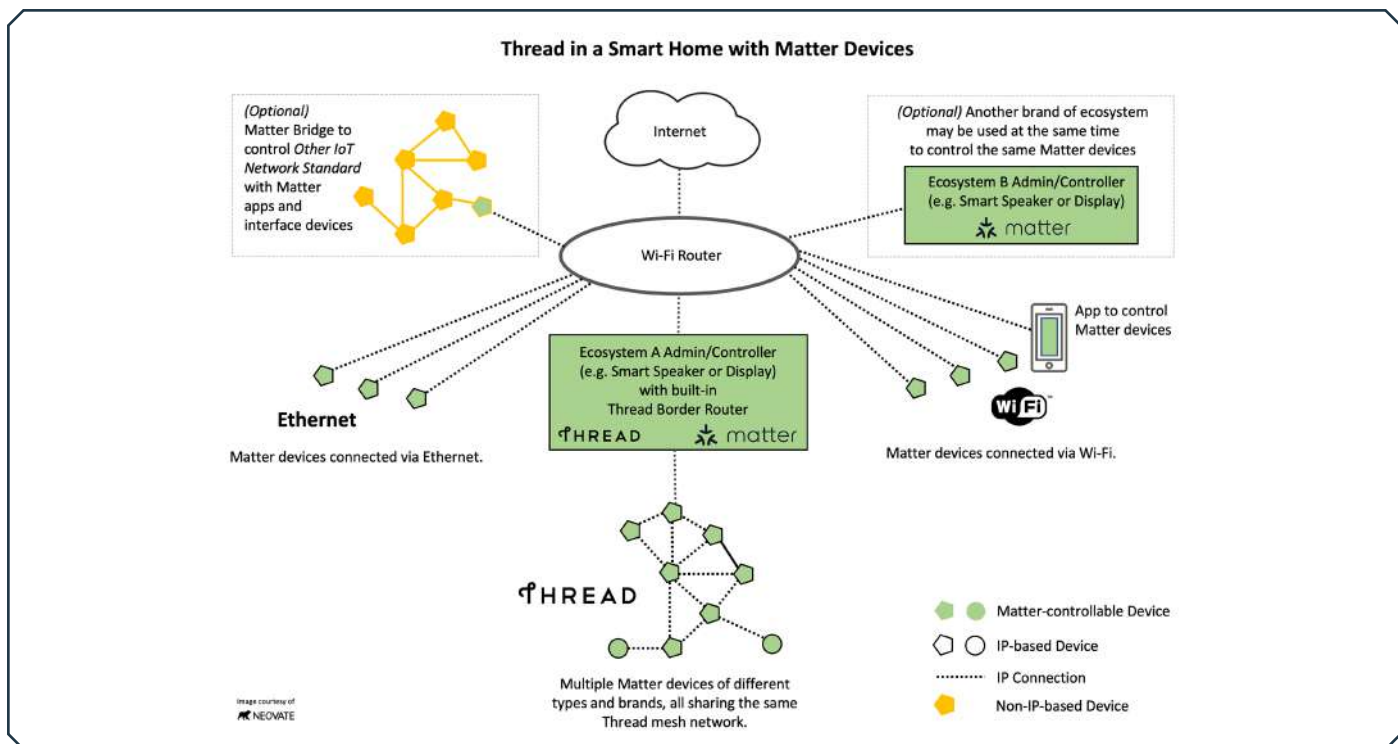 Thread in a Smart Home with Matter Devices
(Optional)
Matter Bridge to
control Other IoT
Network Standard
with Matter
apps and
interface devices
Internet
(Optional) Another brand of ecosystem
may be used at the same time
to control the same Matter devices
Ecosystem B Admin/Controller
(e.g. Smart Speaker or Display)
matter
Wi-Fi Router
App to control
Matter devices
Ethernet
Matter devices connected via Ethernet.
Ecosystem A Admin/Controller
(e.g. Smart Speaker or Display)
with built-in
Thread Border Router
THREAD matter
WiFi™
Matter devices connected via Wi-Fi.
THREAD
Multiple Matter devices of different
types and brands, all sharing the same
Thread mesh network.
Matter-controllable Device
IP-based Device
IP Connection
Non-IP-based Device
Image courtesy of
NEOVATE